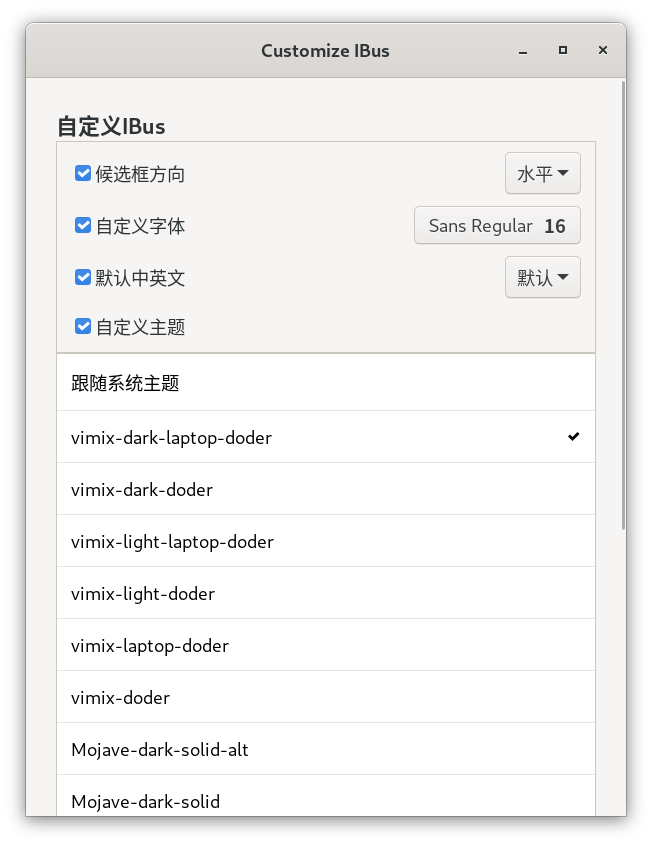 Customize IBus
自定义IBus
候选框方向 水平
自定义字体 Sans Regular 16
默认中英文 默认
自定义主题
跟随系统主题
vimix-dark-laptop-doder
vimix-dark-doder
vimix-light-laptop-doder
vimix-light-doder
vimix-laptop-doder
vimix-doder
Mojave-dark-solid-alt
Mojave-dark-solid